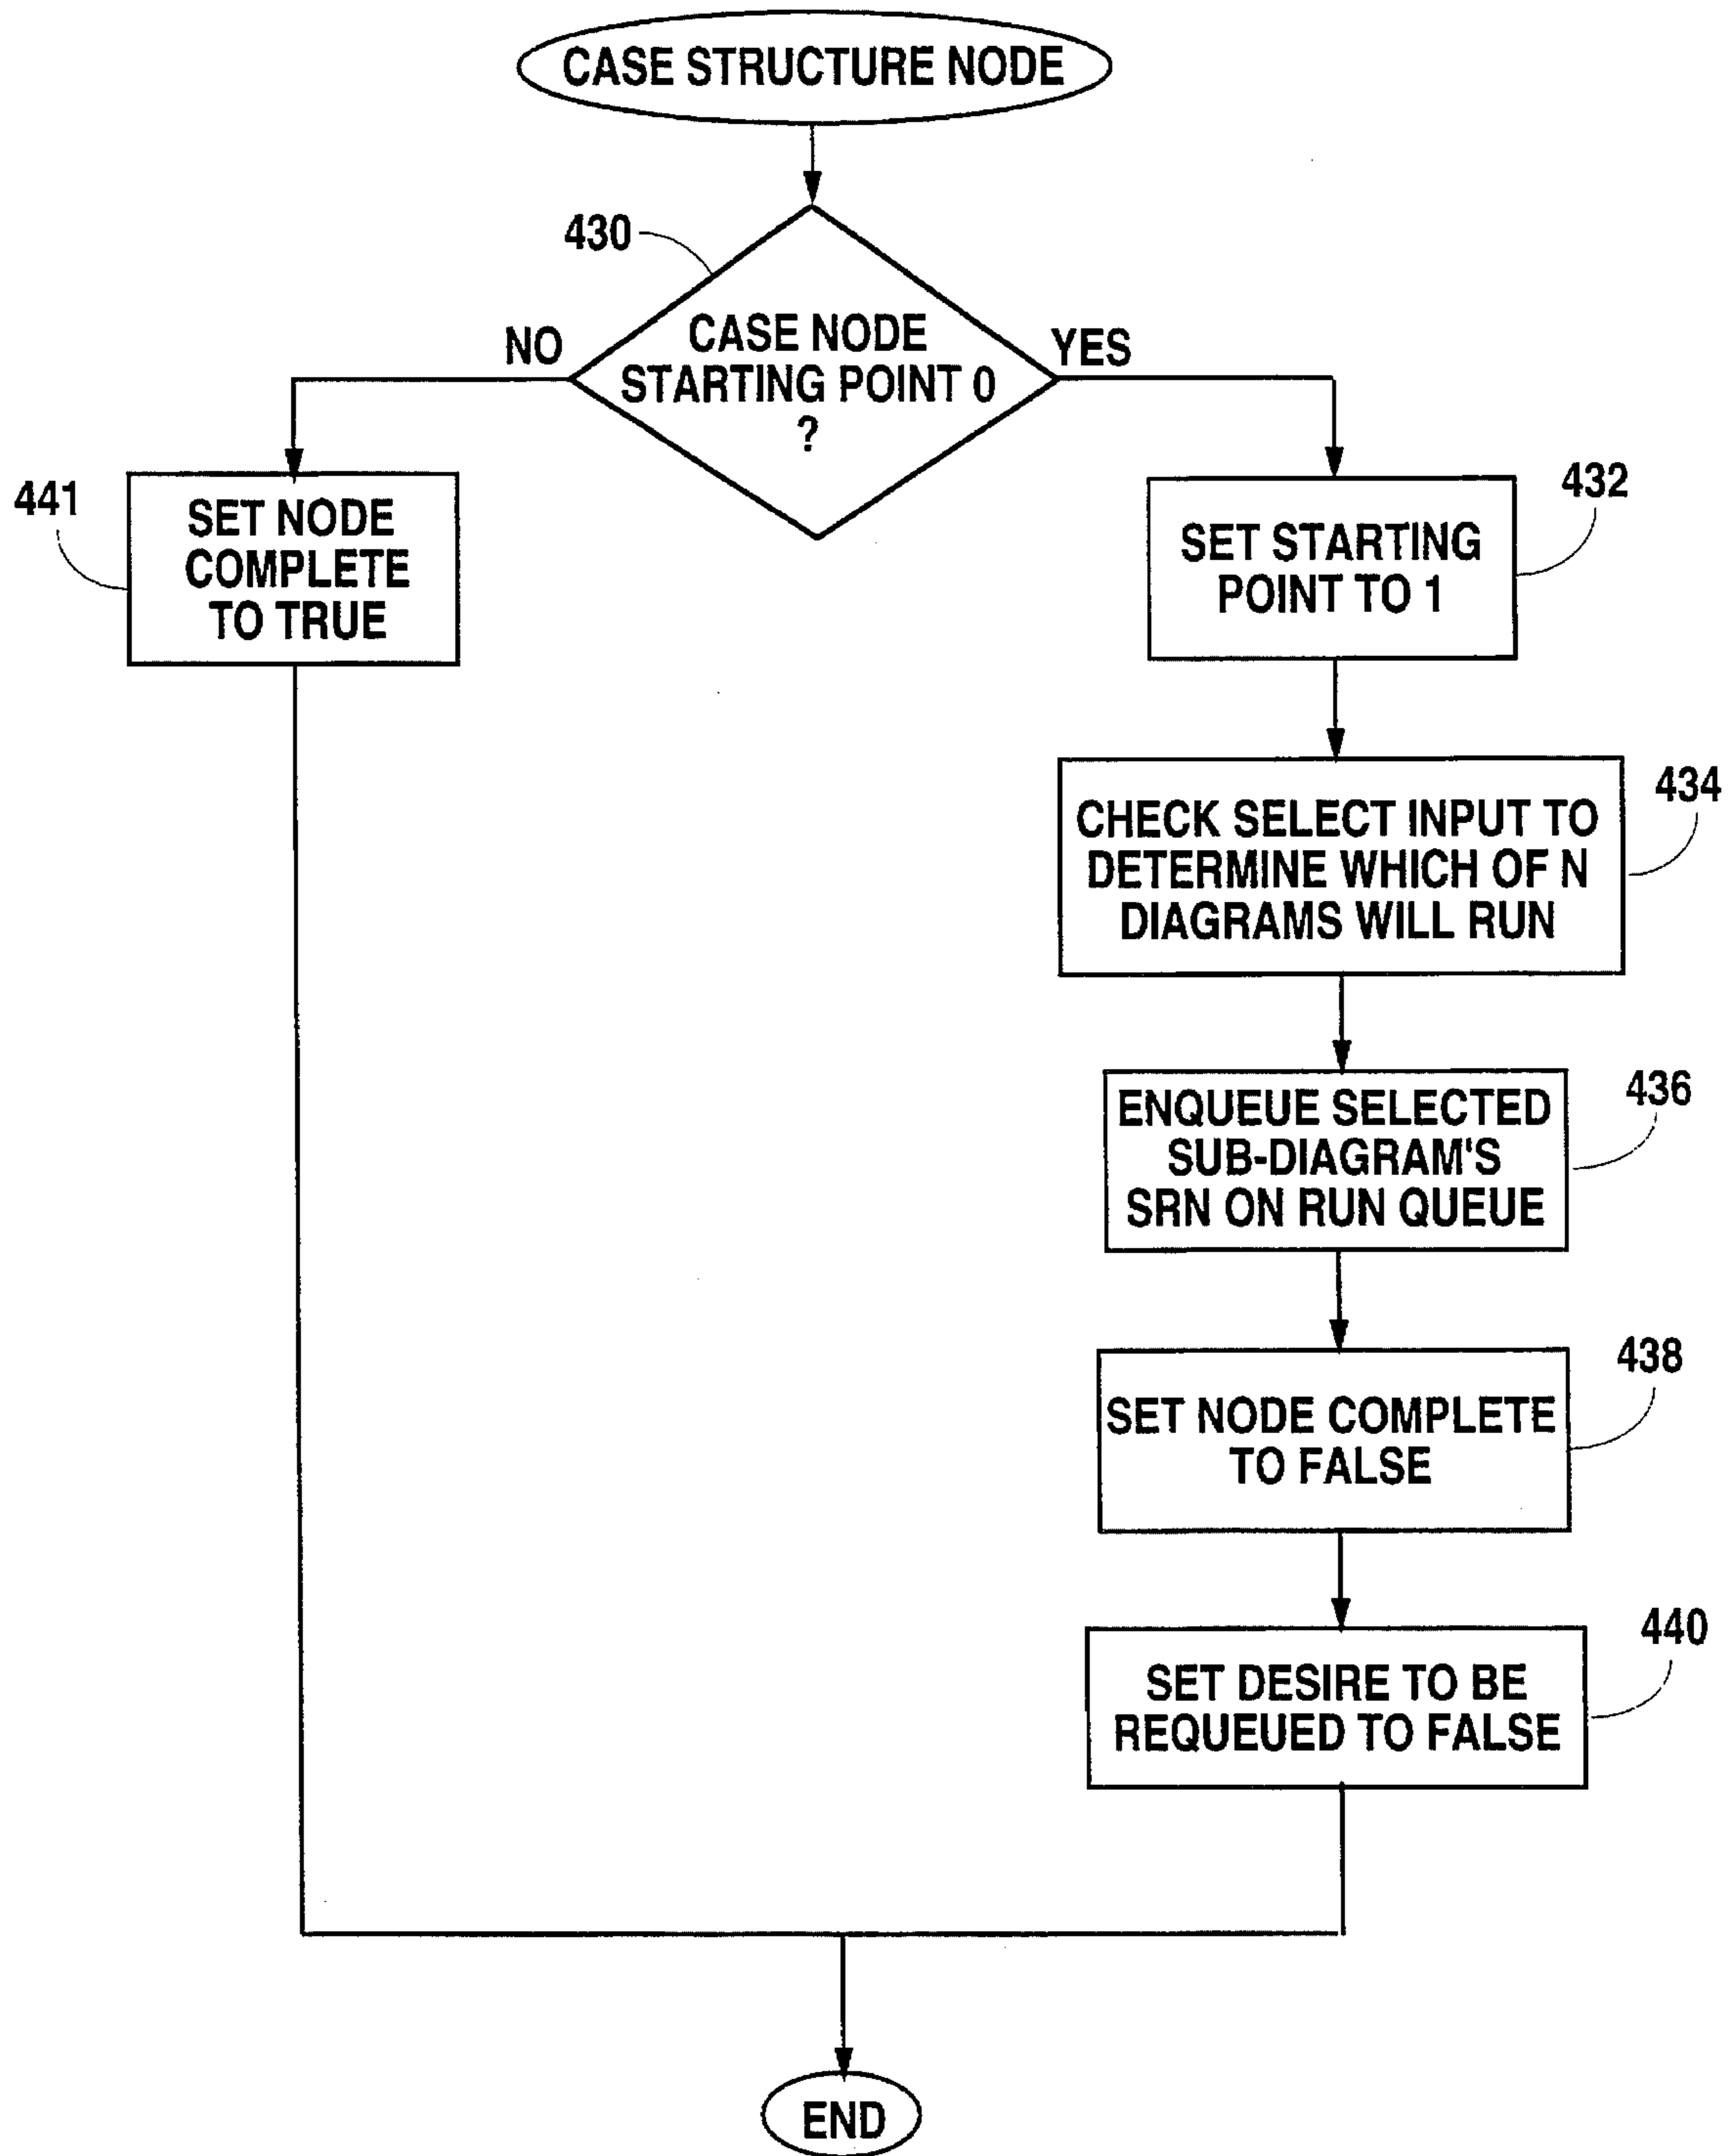 CASE STRUCTURE NODE
430
CASE NODE
STARTING POINT 0
?
NO
YES
441
SET NODE
COMPLETE
TO TRUE
432
SET STARTING
POINT TO 1
434
CHECK SELECT INPUT TO
DETERMINE WHICH OF N
DIAGRAMS WILL RUN
436
ENQUEUE SELECTED
SUB-DIAGRAM'S
SRN ON RUN QUEUE
438
SET NODE COMPLETE
TO FALSE
440
SET DESIRE TO BE
REQUEUED TO FALSE
END